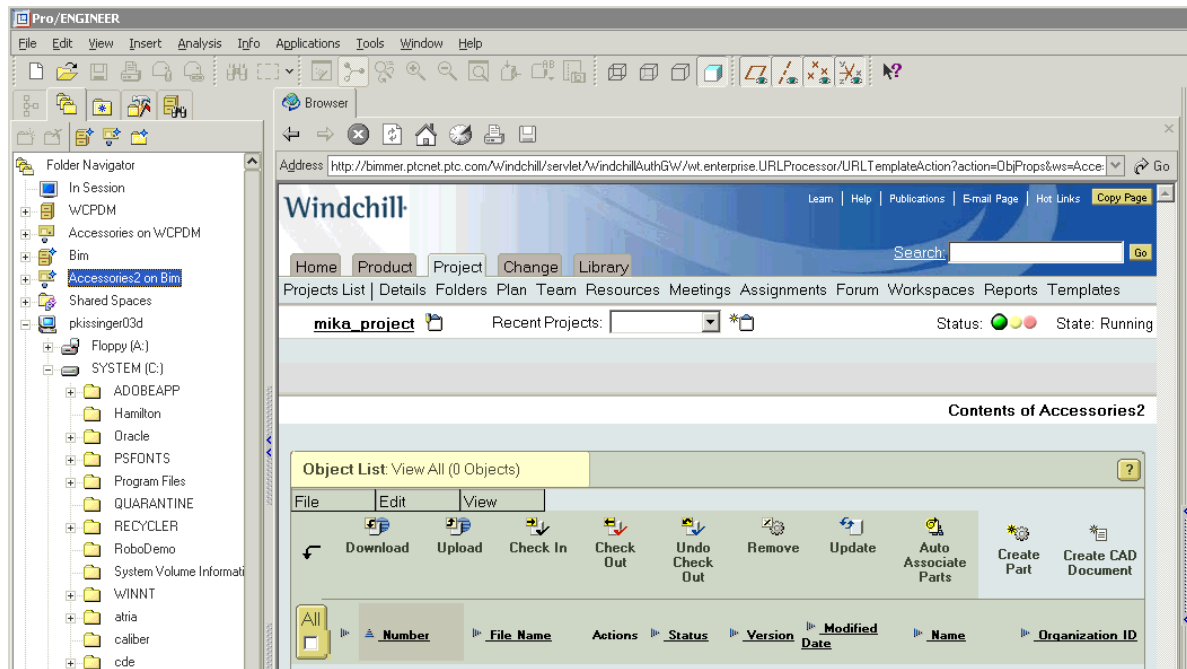 Pro/ENGINEER
File Edit View Insert Analysis Info Applications Tools Window Help
Browser
Address http://bimmer.ptcnet.ptc.com/Windchill/servlet/WindchillAuthGW/wt.enterprise.URLProcessor/URLTemplateAction?action=ObjProps&ws=Acce: Go
Folder Navigator
In Session
WCPDM
Accessories on WCPDM
Bim
Accessories2 on Bim
Shared Spaces
pkissinger03d
Floppy (A:)
SYSTEM (C:)
ADOBEAPP
Hamilton
Oracle
PSFONTS
Program Files
QUARANTINE
RECYCLER
RoboDemo
System Volume Informati
WINNT
atria
caliber
cde
Windchill
Learn | Help | Publications | E-mail Page | Hot Links Copy Page
Search: Go
Home Product Project Change Library
Projects List | Details Folders Plan Team Resources Meetings Assignments Forum Workspaces Reports Templates
mika_project Recent Projects: Status: State: Running
Contents of Accessories2
Object List: View All (0 Objects) ?
File Edit View
Download Upload Check In Check Out Undo Check Out Remove Update Auto Associate Parts Create Part Create CAD Document
All Number File Name Actions Status Version Modified Date Name Organization ID